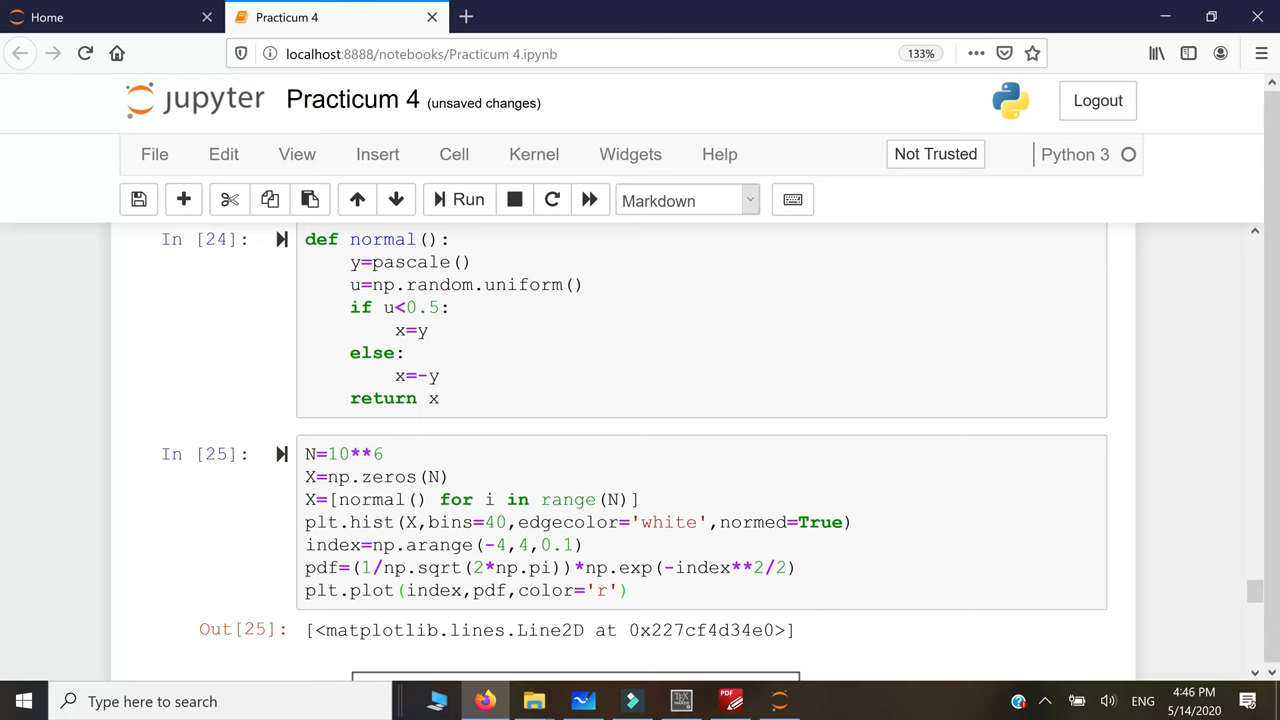 Home
Practicum 4
localhost:8888/notebooks/Practicum 4.ipynb
133%
jupyter Practicum 4 (unsaved changes)
Logout
File Edit View Insert Cell Kernel Widgets Help
Not Trusted
Python 3
Run
Markdown
In [24]:
def normal():
    y=pascale()
    u=np.random.uniform()
    if u<0.5:
        x=y
    else:
        x=-y
    return x
In [25]:
N=10**6
X=np.zeros(N)
X=[normal() for i in range(N)]
plt.hist(X,bins=40,edgecolor='white',normed=True)
index=np.arange(-4,4,0.1)
pdf=(1/np.sqrt(2*np.pi))*np.exp(-index**2/2)
plt.plot(index,pdf,color='r')
Out[25]: [<matplotlib.lines.Line2D at 0x227cf4d34e0>]
Type here to search
PDF
ENG
4:46 PM
5/14/2020